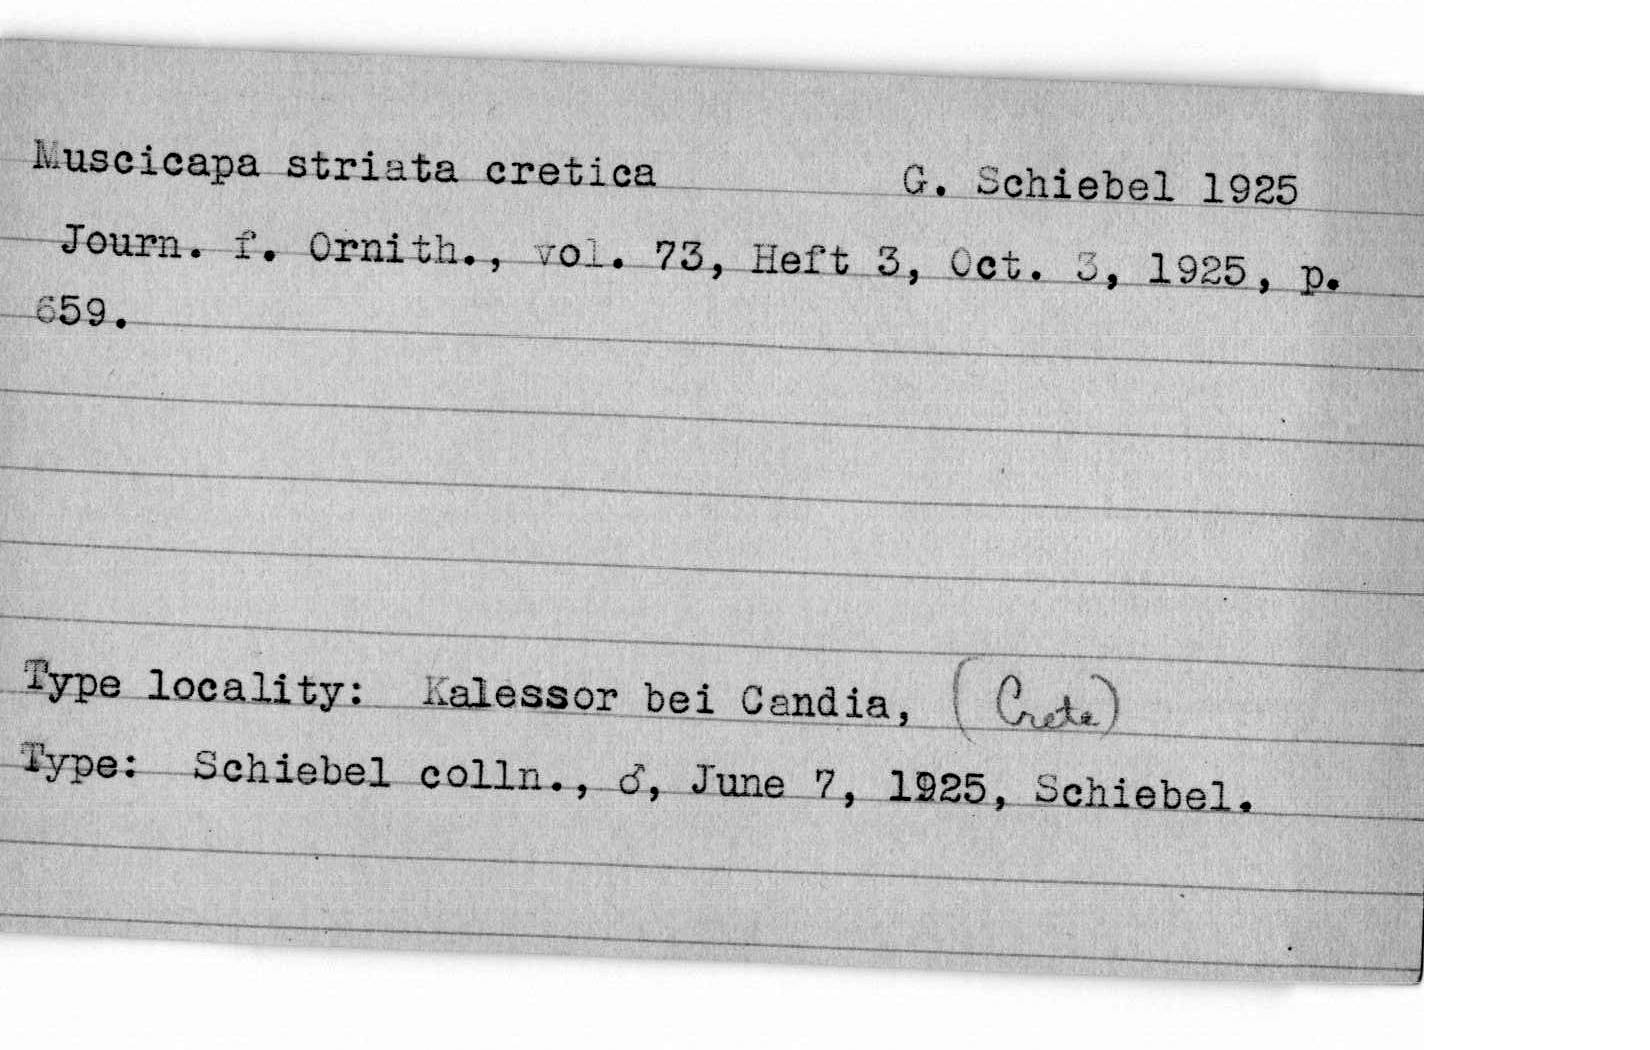 Muscicapa striata cretica G. Schiebel 1925
Journ. f. Ornith., vol. 73, Heft 3, Oct. 3, 1925, p.
659.
Type locality: Kalessor bei Candia, (Crete)
Type: Schiebel colln., ♂, June 7, 1925, Schiebel.